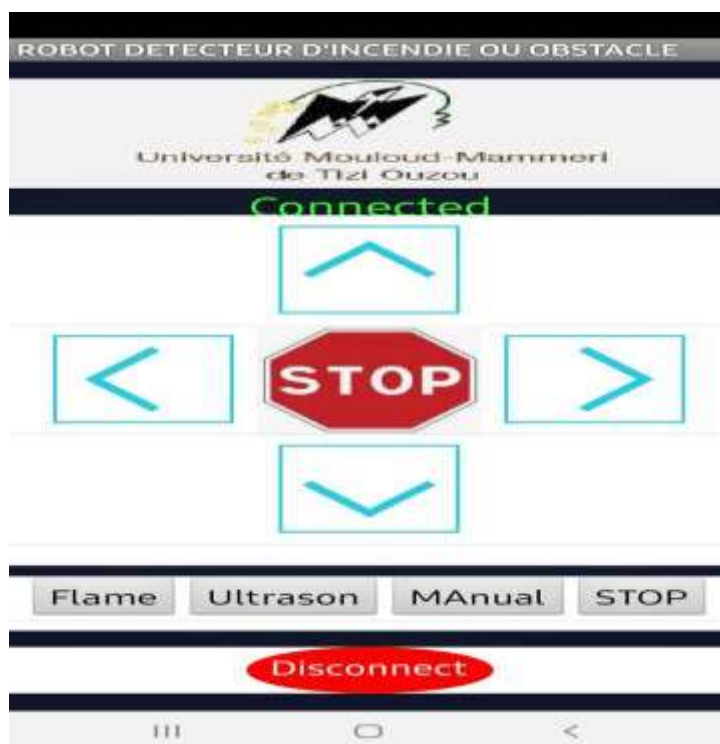 ROBOT DETECTEUR D'INCENDIE OU OBSTACLE
Université Mouloud Mammeri
de Tizi Ouzou
Connected
STOP
Flame Ultrason MAnual STOP
Disconnect